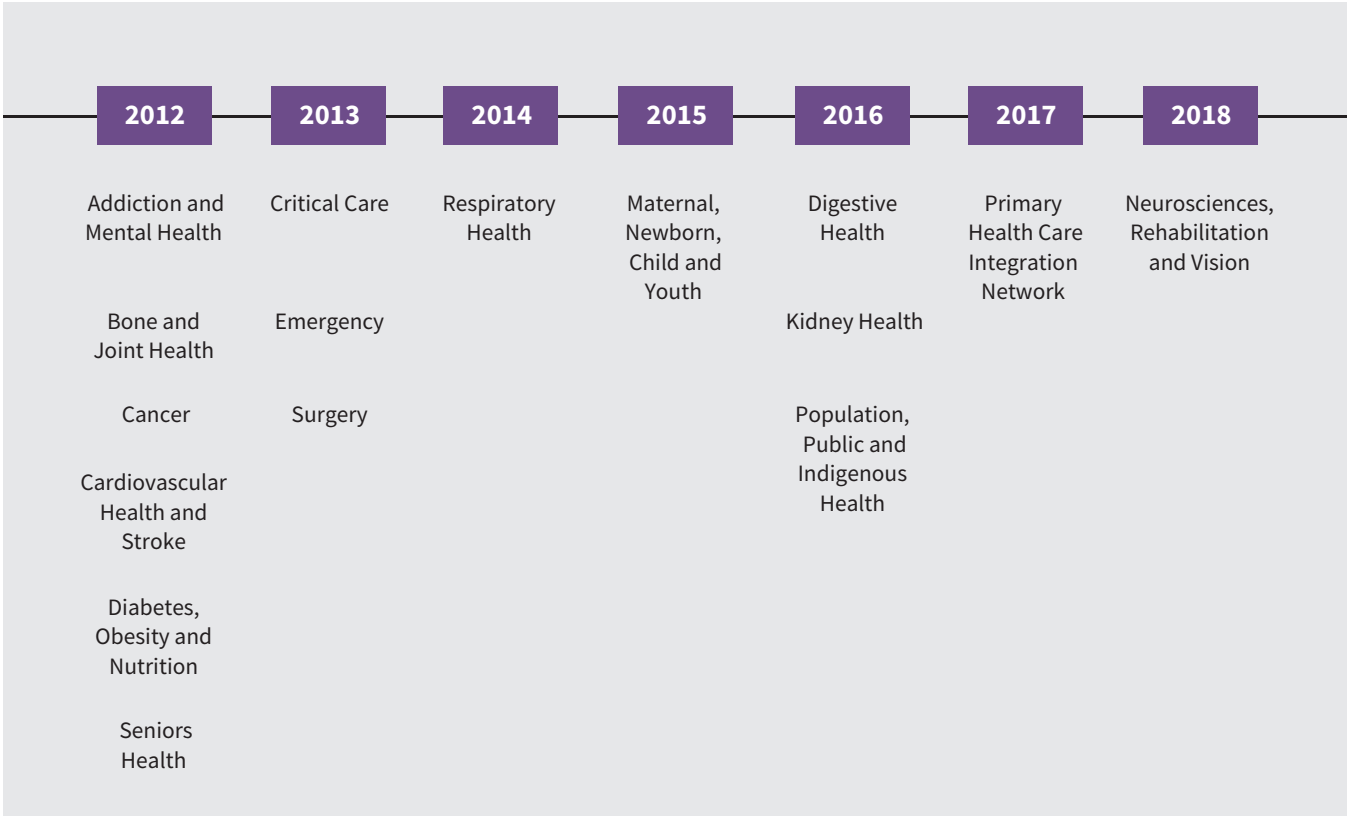 2012
2013
2014
2015
2016
2017
2018
Addiction and
Mental Health
Bone and
Joint Health
Cancer
Cardiovascular
Health and
Stroke
Diabetes,
Obesity and
Nutrition
Seniors
Health
Critical Care
Emergency
Surgery
Respiratory
Health
Maternal,
Newborn,
Child and
Youth
Digestive
Health
Kidney Health
Population,
Public and
Indigenous
Health
Primary
Health Care
Integration
Network
Neurosciences,
Rehabilitation
and Vision